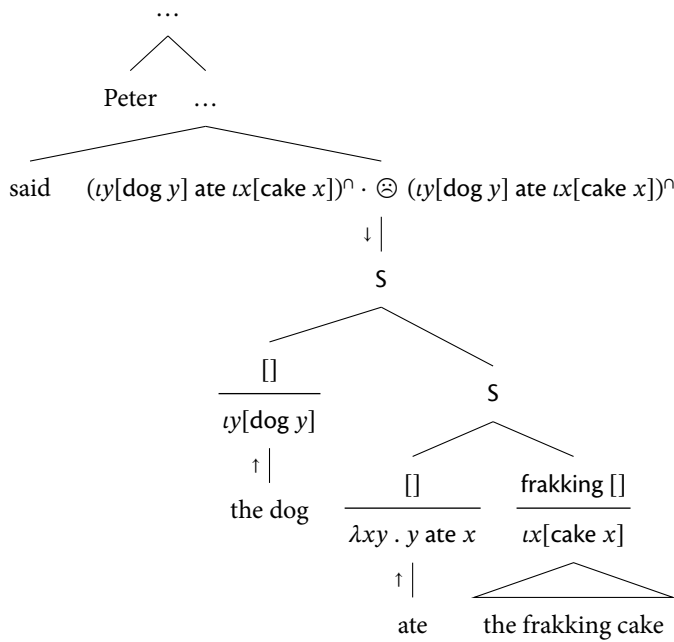 …
Peter …
said (ιy[dog y] ate ιx[cake x])∩ · ☹ (ιy[dog y] ate ιx[cake x])∩
↓
S
[] S
ιy[dog y]
↑ [] frakking []
the dog λxy . y ate x ιx[cake x]
↑
ate the frakking cake